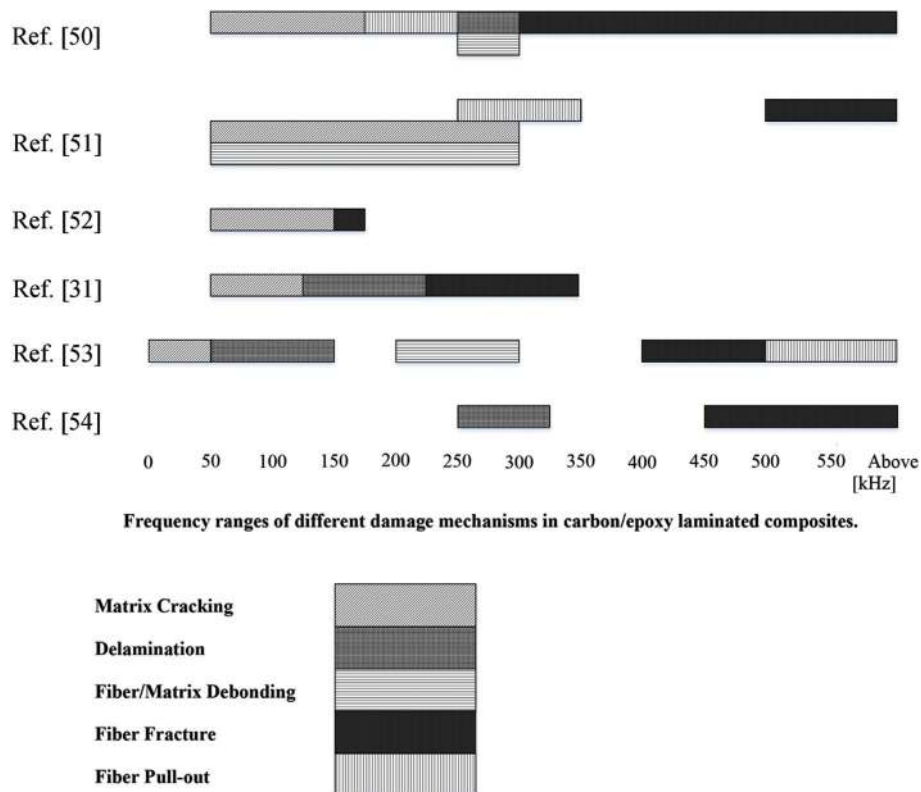 Ref. [50]
Ref. [51]
Ref. [52]
Ref. [31]
Ref. [53]
Ref. [54]
0 50 100 150 200 250 300 350 400 450 500 550 Above
[kHz]
Frequency ranges of different damage mechanisms in carbon/epoxy laminated composites.
Matrix Cracking
Delamination
Fiber/Matrix Debonding
Fiber Fracture
Fiber Pull-out